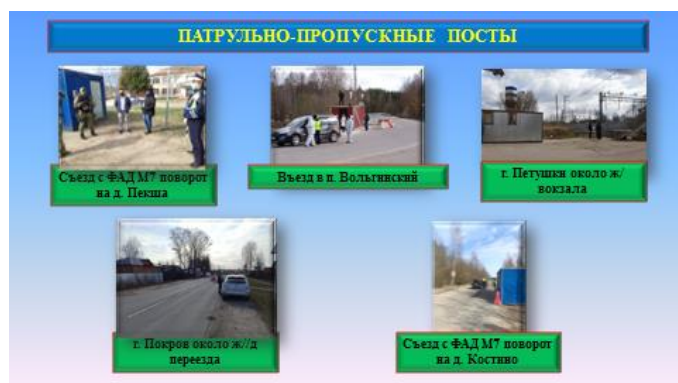 ПАТРУЛЬНО-ПРОПУСКНЫЕ ПОСТЫ
Съезд с ФАД М7 поворот
на д. Пекша
Въезд в п. Вольгинский
г. Петушки около ж/
вокзала
г. Покров около ж//д
переезда
Съезд с ФАД М7 поворот
на д. Костино